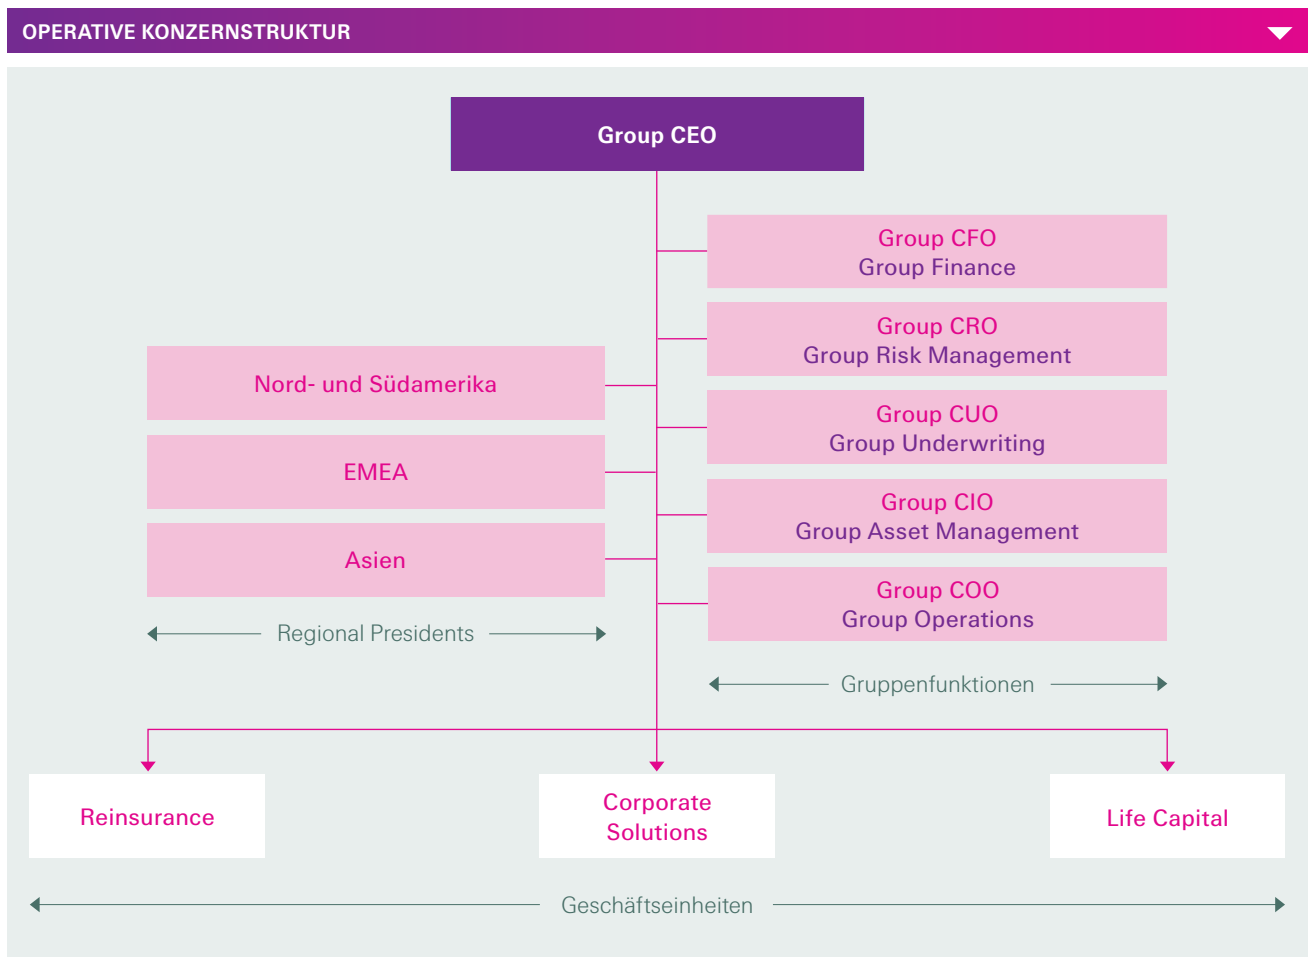 OPERATIVE KONZERNSTRUKTUR
Group CEO
Group CFO
Group Finance
Group CRO
Group Risk Management
Group CUO
Group Underwriting
Group CIO
Group Asset Management
Group COO
Group Operations
Gruppenfunktionen
Nord- und Südamerika
EMEA
Asien
Regional Presidents
Reinsurance
Corporate
Solutions
Life Capital
Geschäftseinheiten